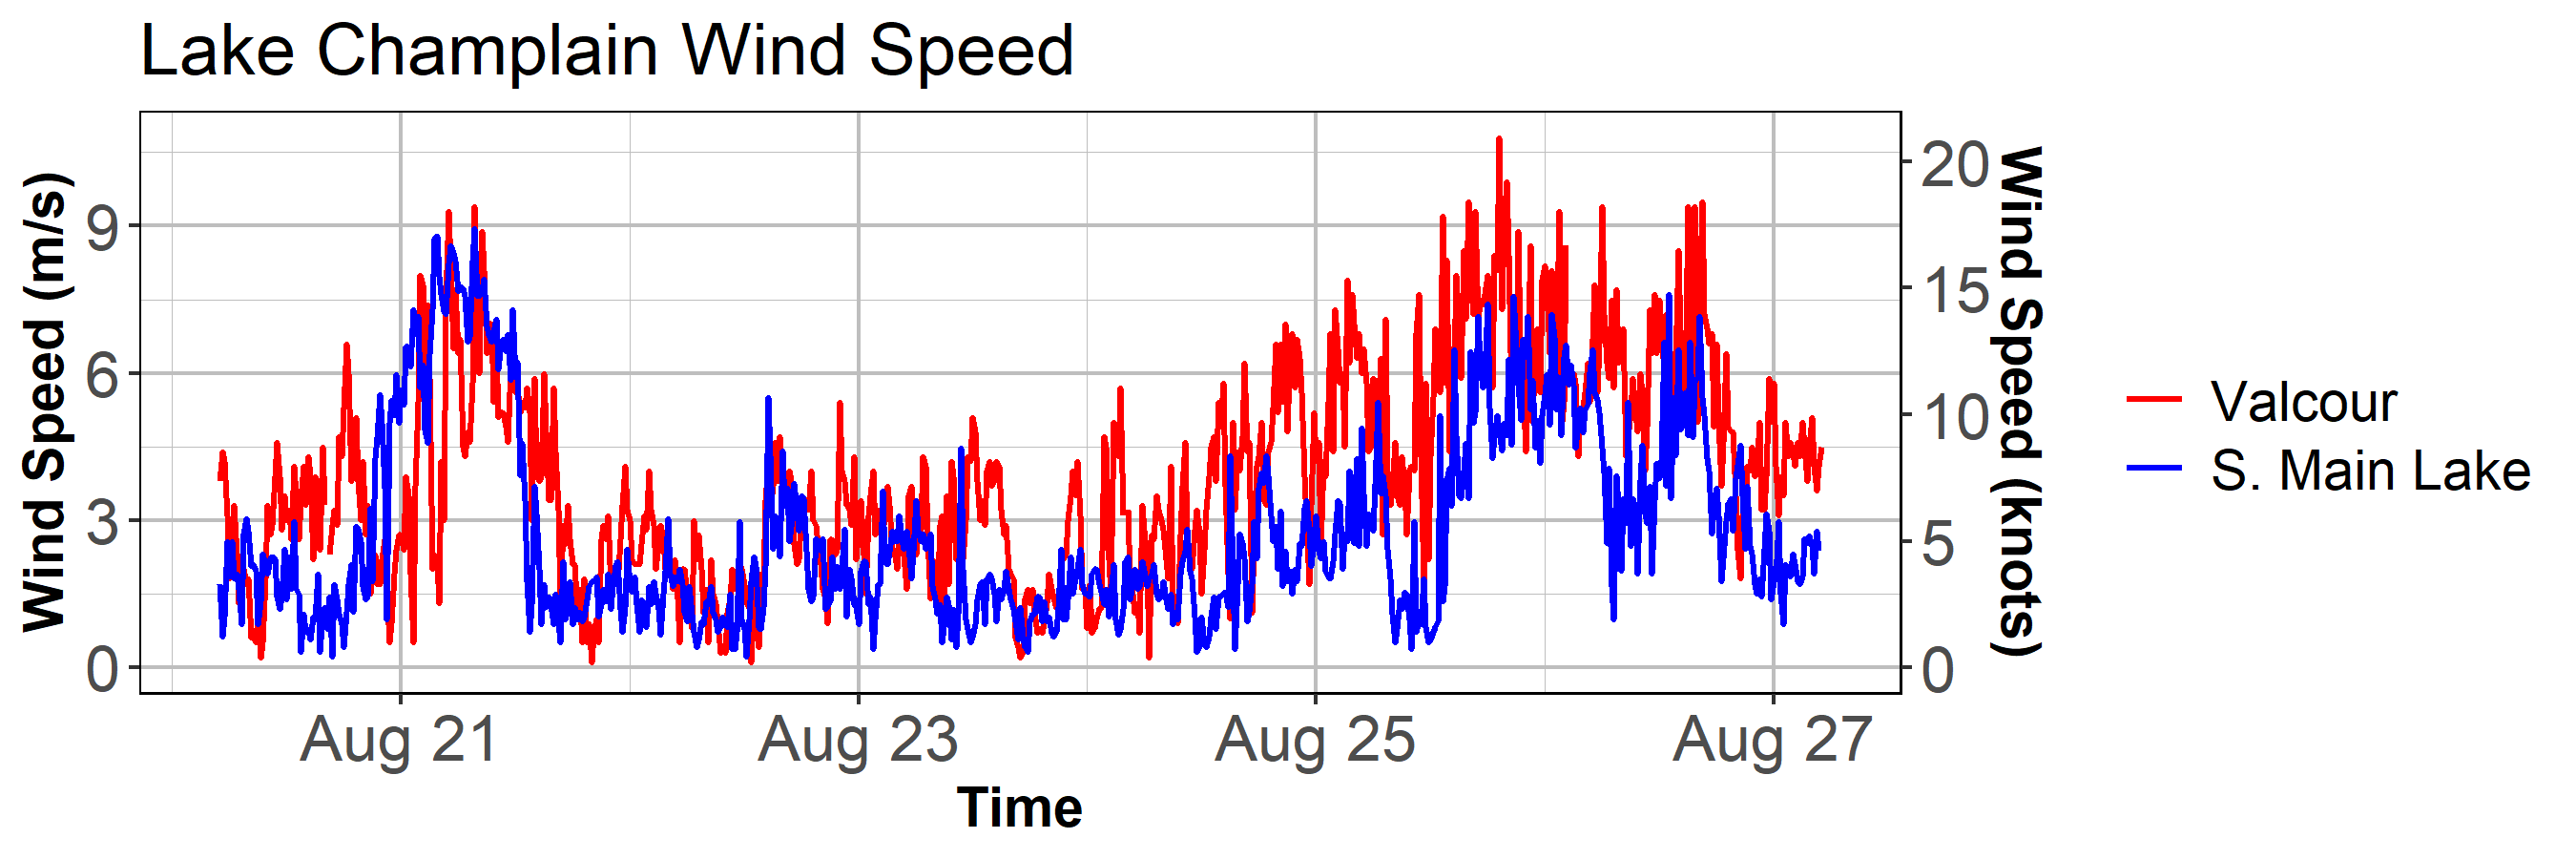 Lake Champlain Wind Speed
Wind Speed (m/s)
9
6
3
0
20
15
10
5
0
Wind Speed (knots)
Aug 21
Aug 23
Aug 25
Aug 27
Time
Valcour
S. Main Lake